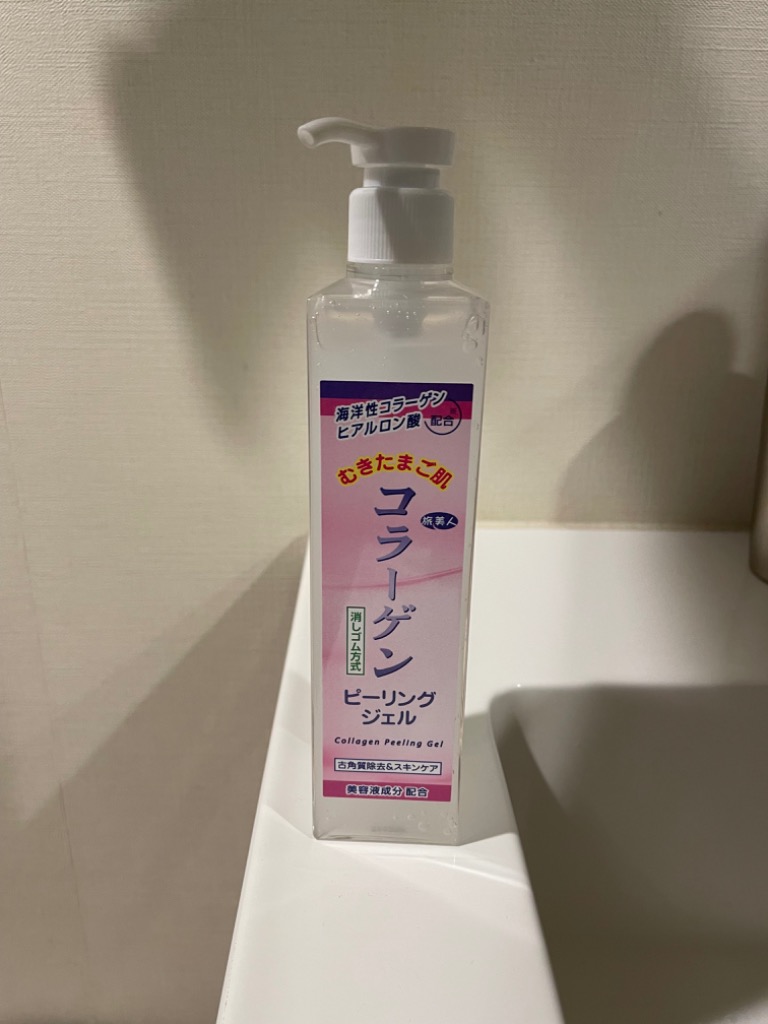 海洋性コラーゲン
ヒアルロン酸
配合
むきたまご肌
旅美人
コラーゲン
消しゴム方式
ピーリング
ジェル
Collagen Peeling Gel
古角質除去&スキンケア
美容液成分 配合